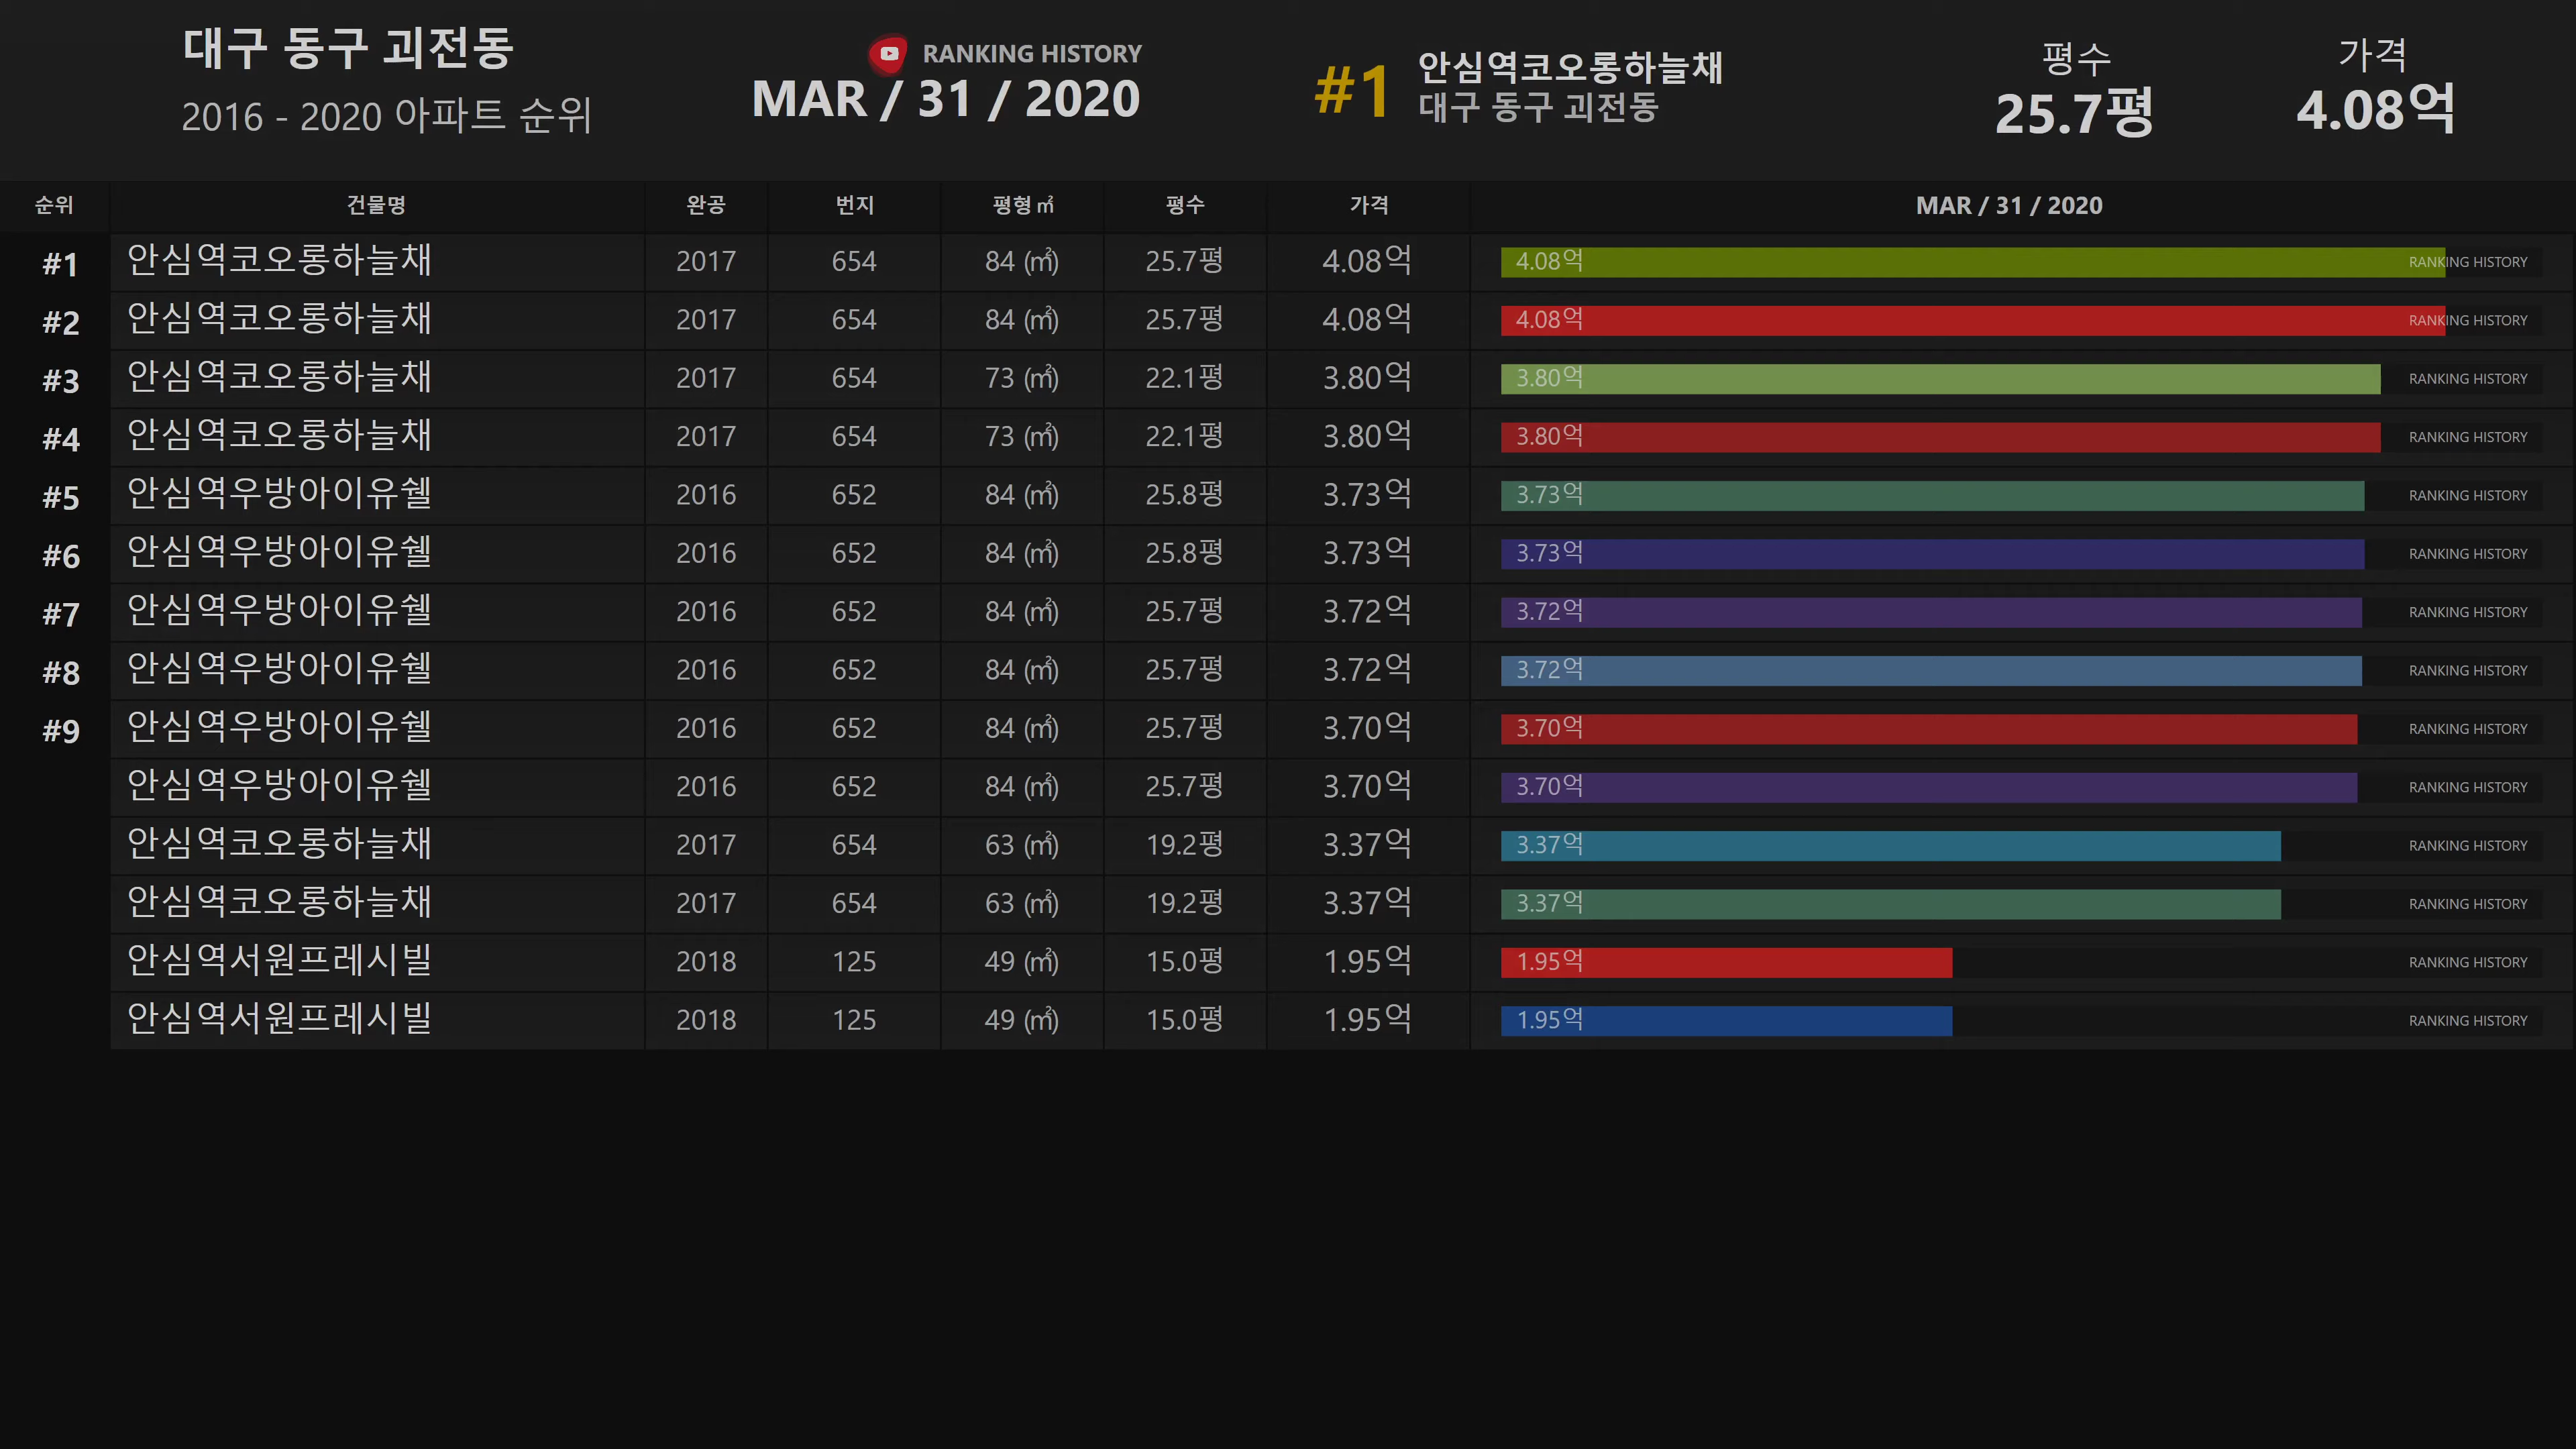 대구 동구 괴전동
2016 - 2020 아파트 순위
RANKING HISTORY
MAR / 31 / 2020
#1
안심역코오롱하늘채
대구 동구 괴전동
평수
25.7평
가격
4.08억
순위 건물명 완공 번지 평형㎡ 평수 가격 MAR / 31 / 2020
#1 안심역코오롱하늘채 2017 654 84 (㎡) 25.7평 4.08억 4.08억 RANKING HISTORY
#2 안심역코오롱하늘채 2017 654 84 (㎡) 25.7평 4.08억 4.08억 RANKING HISTORY
#3 안심역코오롱하늘채 2017 654 73 (㎡) 22.1평 3.80억 3.80억 RANKING HISTORY
#4 안심역코오롱하늘채 2017 654 73 (㎡) 22.1평 3.80억 3.80억 RANKING HISTORY
#5 안심역우방아이유쉘 2016 652 84 (㎡) 25.8평 3.73억 3.73억 RANKING HISTORY
#6 안심역우방아이유쉘 2016 652 84 (㎡) 25.8평 3.73억 3.73억 RANKING HISTORY
#7 안심역우방아이유쉘 2016 652 84 (㎡) 25.7평 3.72억 3.72억 RANKING HISTORY
#8 안심역우방아이유쉘 2016 652 84 (㎡) 25.7평 3.72억 3.72억 RANKING HISTORY
#9 안심역우방아이유쉘 2016 652 84 (㎡) 25.7평 3.70억 3.70억 RANKING HISTORY
안심역우방아이유쉘 2016 652 84 (㎡) 25.7평 3.70억 3.70억 RANKING HISTORY
안심역코오롱하늘채 2017 654 63 (㎡) 19.2평 3.37억 3.37억 RANKING HISTORY
안심역코오롱하늘채 2017 654 63 (㎡) 19.2평 3.37억 3.37억 RANKING HISTORY
안심역서원프레시빌 2018 125 49 (㎡) 15.0평 1.95억 1.95억 RANKING HISTORY
안심역서원프레시빌 2018 125 49 (㎡) 15.0평 1.95억 1.95억 RANKING HISTORY